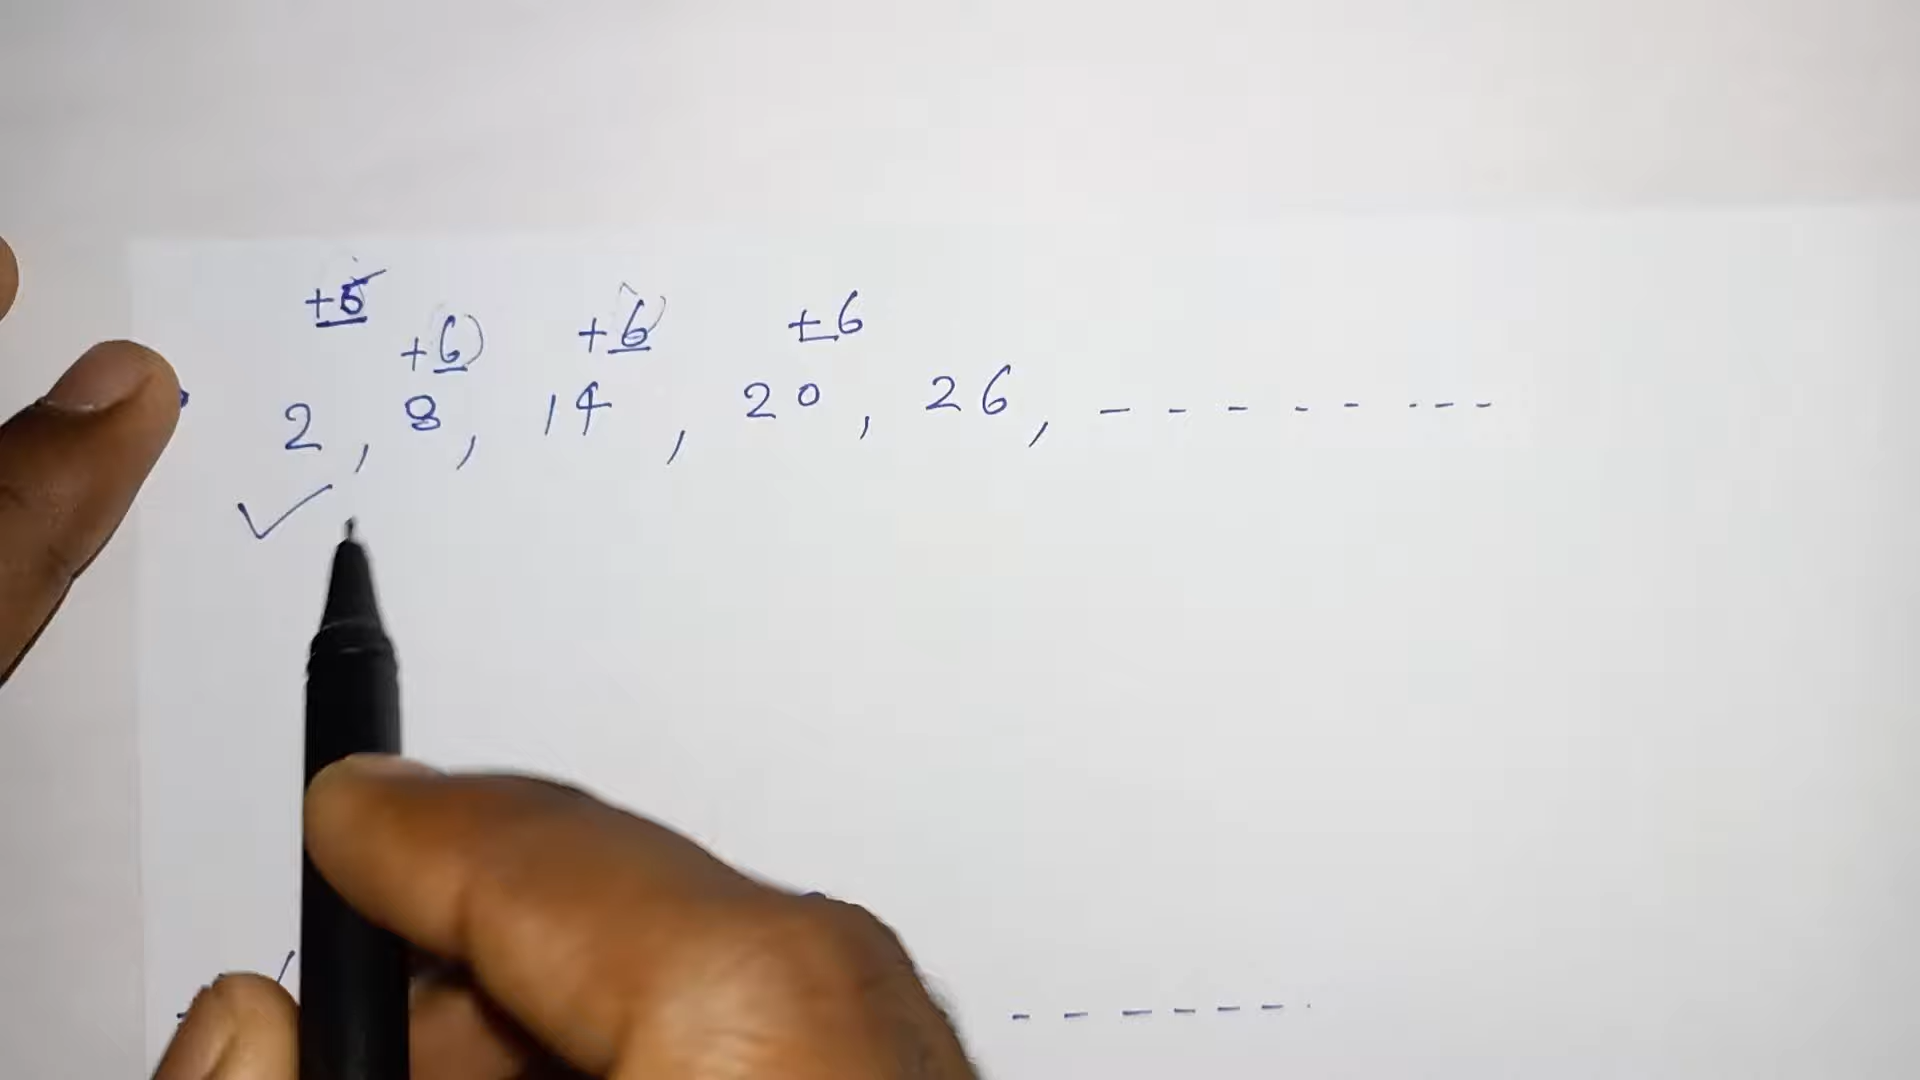 +6 +6 +6 +6
2, 8, 14, 20, 26, - - - - - - - -
- - - - - - -